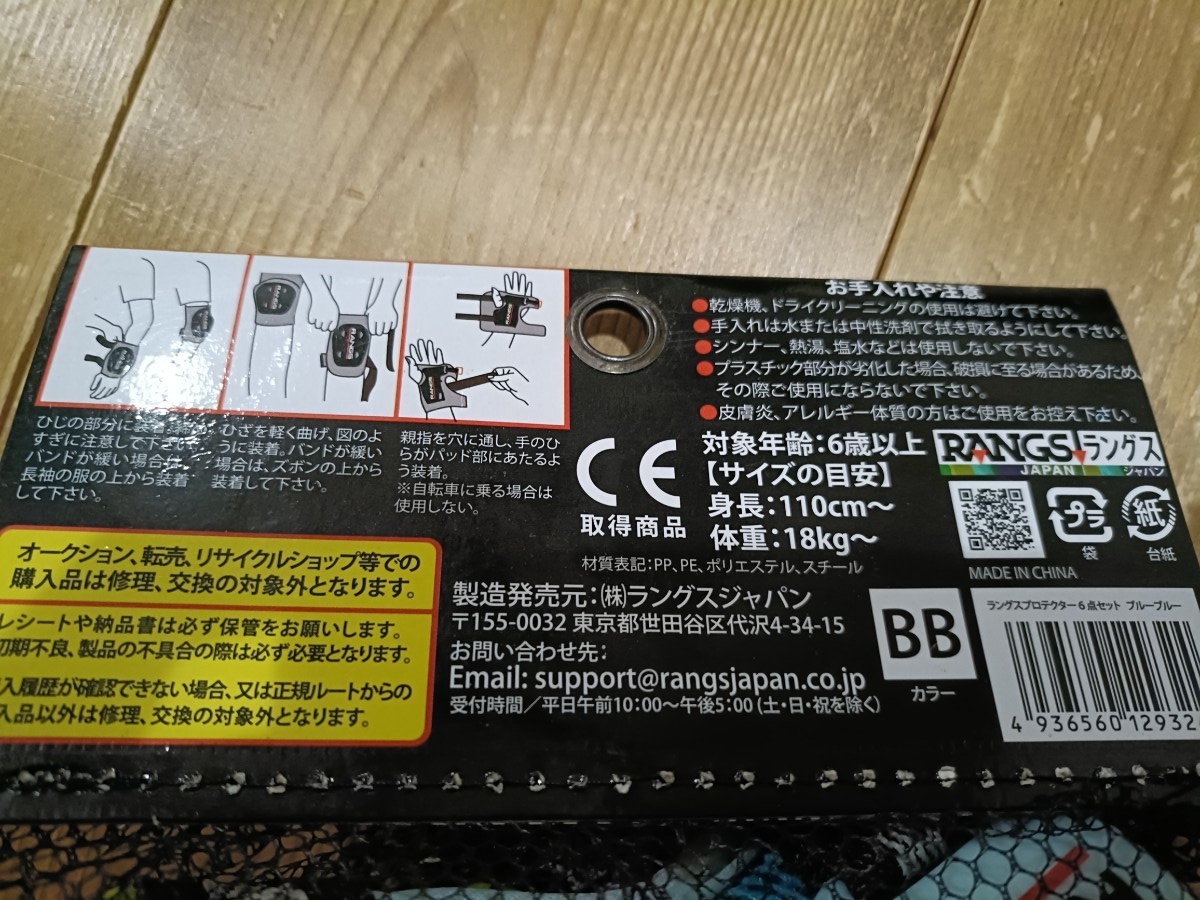 お手入れや注意
●乾燥機、ドライクリーニングの使用は避けて下さい。
●手入れは水または中性洗剤で拭き取るようにして下さい
●シンナー、熱湯、塩水などは使用しないで下さい。
●プラスチック部分が劣化した場合、破損に至る場合があるため、
その際ご使用にならないで下さい。
●皮膚炎、アレルギー体質の方はご使用をお控え下さい。
ひじの部分に装着
すぎに注意して下さ
バンドが緩い場合は、
長袖の服の上から装着
して下さい。
ひざを軽く曲げ、図のよ
うに装着。バンドが緩い
場合は、ズボンの上から
装着して下さい。
親指を穴に通し、手のひ
らがパッド部にあたるよ
う装着。
※自転車に乗る場合は
使用しない。
CE
取得商品
対象年齢:6歳以上
【サイズの目安】
身長:110cm〜
体重:18kg〜
RANGS ラングス
JAPAN ジャパン
プラ
袋
紙
台紙
MADE IN CHINA
材質表記:PP、PE、ポリエステル、スチール
オークション、転売、リサイクルショップ等での
購入品は修理、交換の対象外となります。
レシートや納品書は必ず保管をお願いします。
初期不良、製品の不具合の際は必ず必要となります。
入履歴が確認できない場合、又は正規ルートからの
入品以外は修理、交換の対象外となります。
製造発売元:(株)ラングスジャパン
〒155-0032 東京都世田谷区代沢4-34-15
お問い合わせ先:
Email: support@rangsjapan.co.jp
受付時間/平日午前10:00〜午後5:00 (土・日・祝を除く)
BB
カラー
ラングスプロテクター6点セット ブルーブルー
4 936560 12932